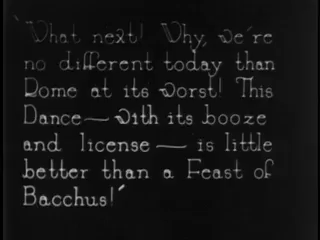 "What next! Why, we're
no different today than
Rome at its worst! This
Dance—with its booze
and license—is little
better than a Feast of
Bacchus!"